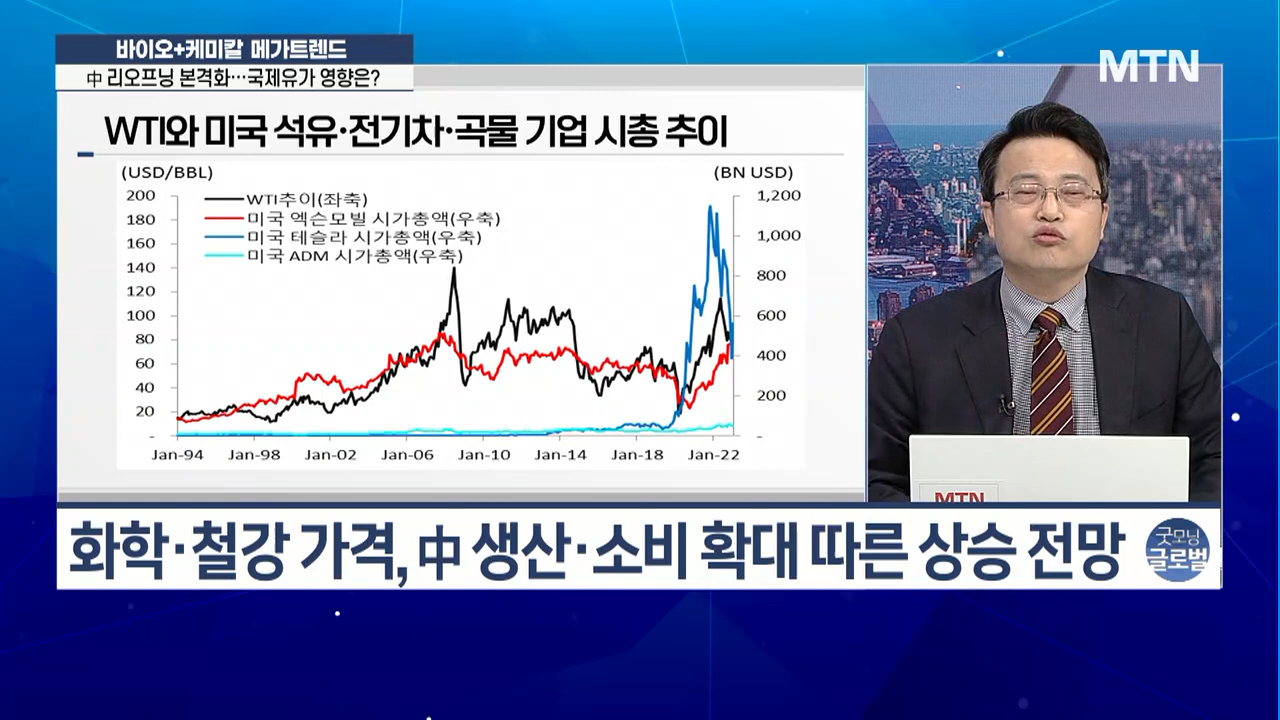 바이오+케미칼 메가트렌드
中 리오프닝 본격화…국제유가 영향은?
MTN
WTI와 미국 석유·전기차·곡물 기업 시총 추이
(USD/BBL)
(BN USD)
WTI추이(좌축)
미국 엑슨모빌 시가총액(우축)
미국 테슬라 시가총액(우축)
미국 ADM 시가총액(우축)
200
180
160
140
120
100
80
60
40
20
-
1,200
1,000
800
600
400
200
-
Jan-94 Jan-98 Jan-02 Jan-06 Jan-10 Jan-14 Jan-18 Jan-22
MTN
화학·철강 가격, 中 생산·소비 확대 따른 상승 전망
굿모닝
글로벌